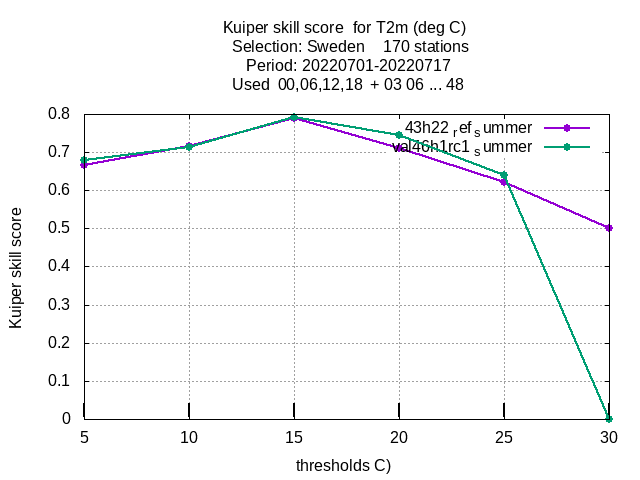 Kuiper skill score for T2m (deg C)
Selection: Sweden 170 stations
Period: 20220701-20220717
Used 00,06,12,18 + 03 06 ... 48
43h22 ref summer
val46h1rc1 summer
Kuiper skill score
0.8
0.7
0.6
0.5
0.4
0.3
0.2
0.1
0
5 10 15 20 25 30
thresholds C)